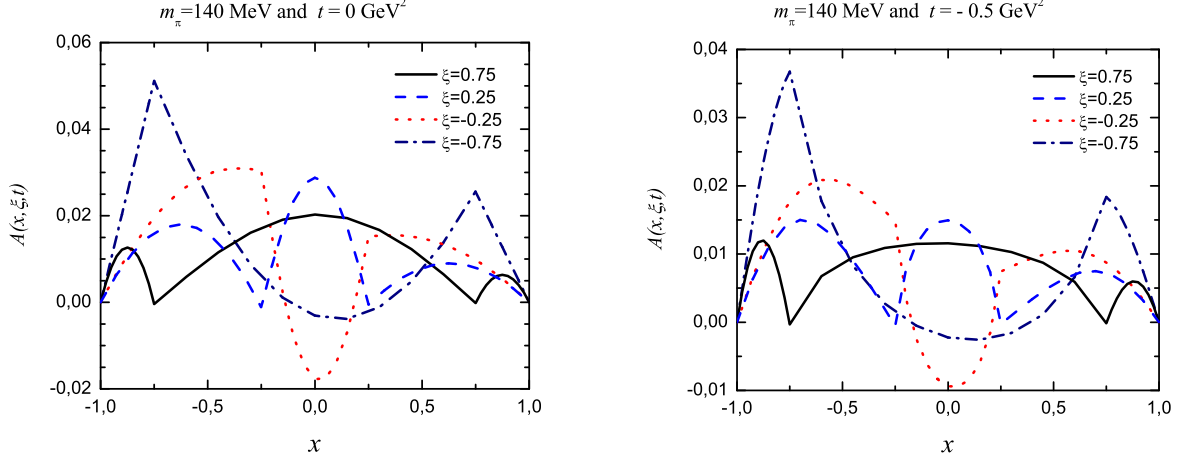 m_π=140 MeV and t = 0 GeV²
0,06
0,04
0,02
0,00
-0,02
A(x,ξ,t)
ξ=0.75
ξ=0.25
ξ=-0.25
ξ=-0.75
-1,0 -0,5 0,0 0,5 1,0
x
m_π=140 MeV and t = - 0.5 GeV²
0,04
0,03
0,02
0,01
0,00
-0,01
A(x,ξ,t)
ξ=0.75
ξ=0.25
ξ=-0.25
ξ=-0.75
-1,0 -0,5 0,0 0,5 1,0
x